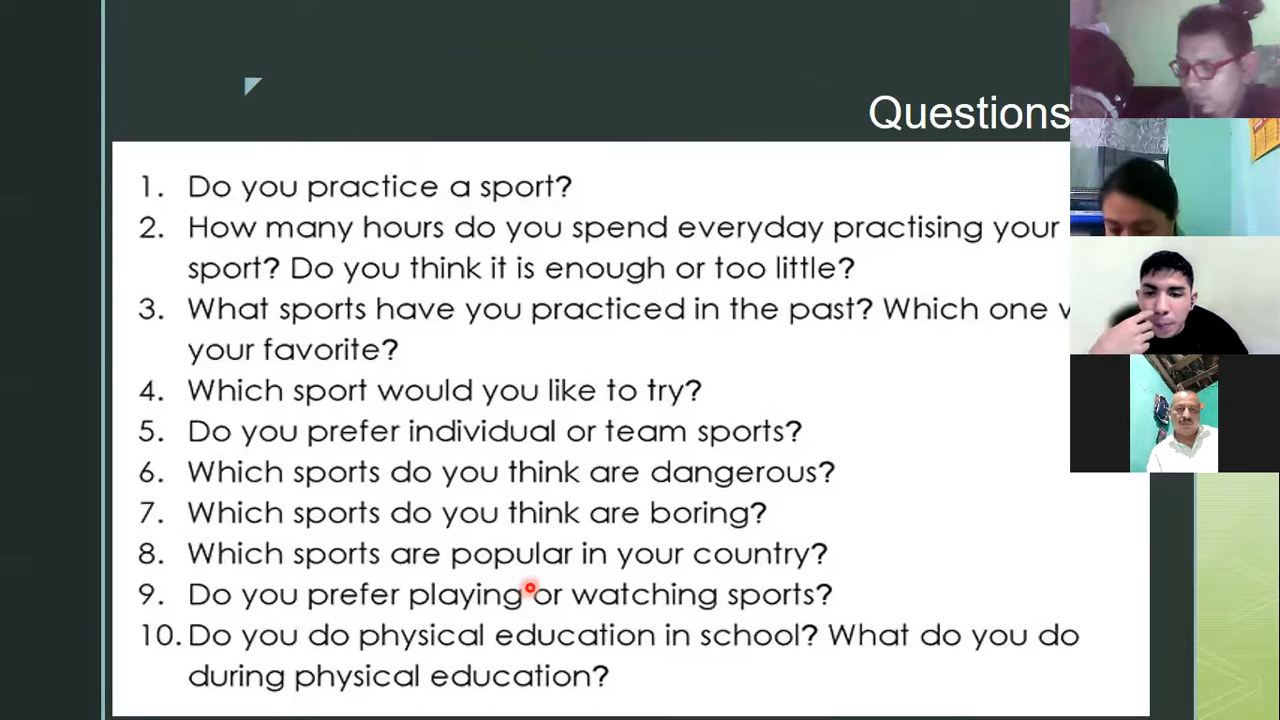 Questions
1. Do you practice a sport?
2. How many hours do you spend everyday practising your
sport? Do you think it is enough or too little?
3. What sports have you practiced in the past? Which one
your favorite?
4. Which sport would you like to try?
5. Do you prefer individual or team sports?
6. Which sports do you think are dangerous?
7. Which sports do you think are boring?
8. Which sports are popular in your country?
9. Do you prefer playing or watching sports?
10. Do you do physical education in school? What do you do
during physical education?